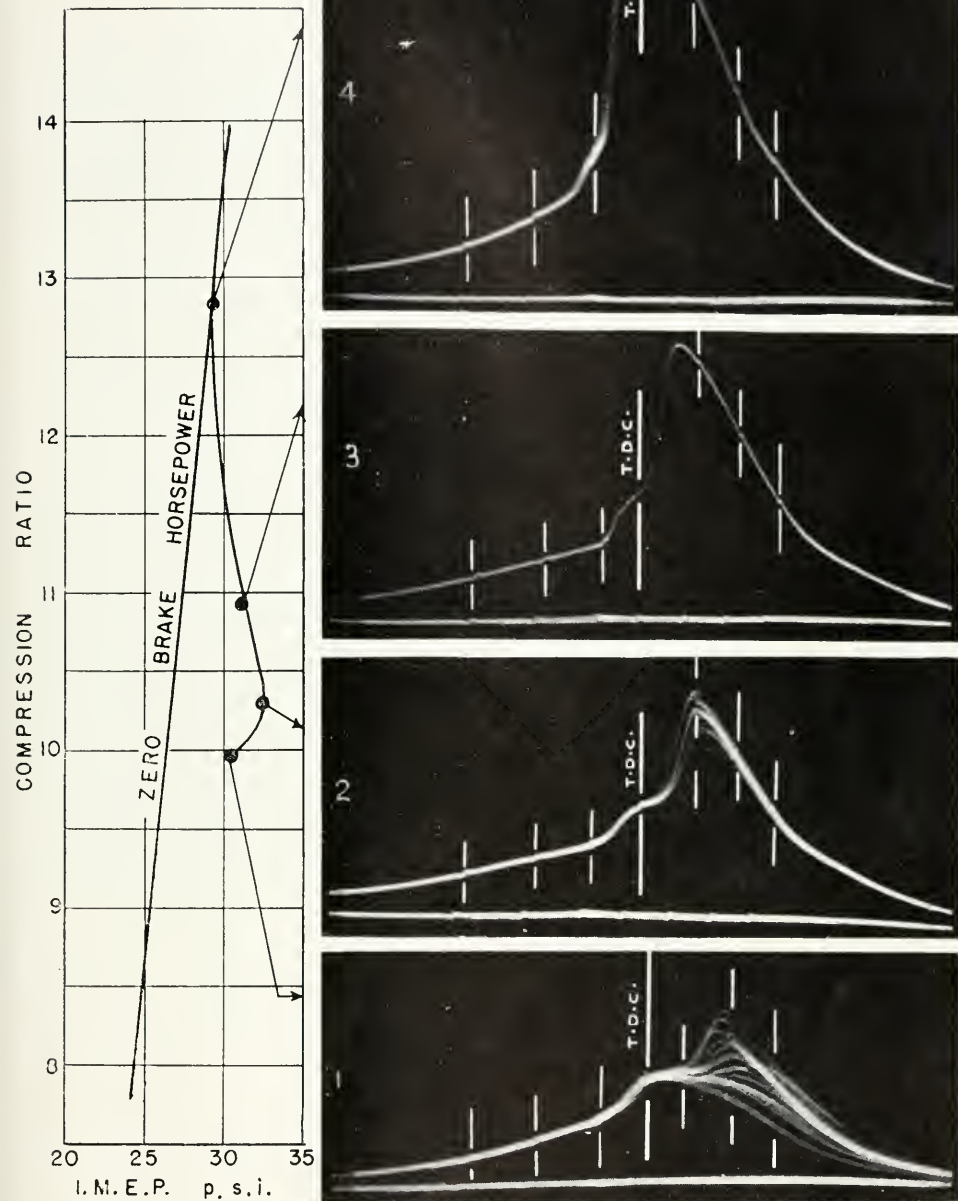 COMPRESSION RATIO
14
13
12
11
10
9
8
20 25 30 35
I.M.E.P. p.s.i.
ZERO BRAKE HORSEPOWER
4
T.
3
T.D.C.
2
T.D.C.
1
T.D.C.